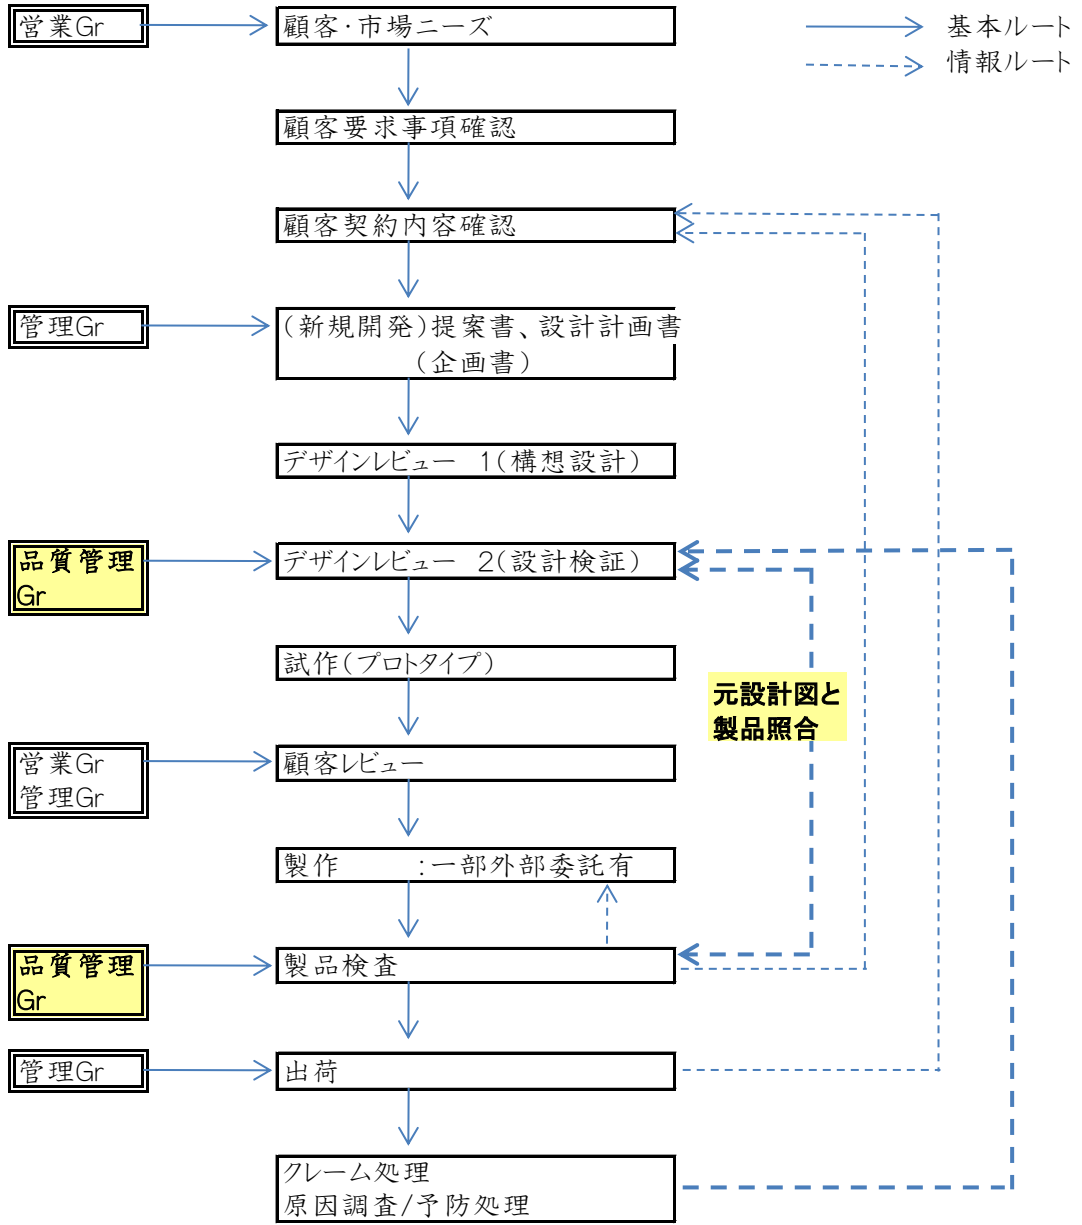 営業Gr
顧客・市場ニーズ
基本ルート
情報ルート
顧客要求事項確認
顧客契約内容確認
管理Gr
(新規開発)提案書、設計計画書
(企画書)
デザインレビュー 1(構想設計)
品質管理
Gr
デザインレビュー 2(設計検証)
試作(プロトタイプ)
元設計図と
製品照合
営業Gr
管理Gr
顧客レビュー
製作 :一部外部委託有
品質管理
Gr
製品検査
管理Gr
出荷
クレーム処理
原因調査/予防処理